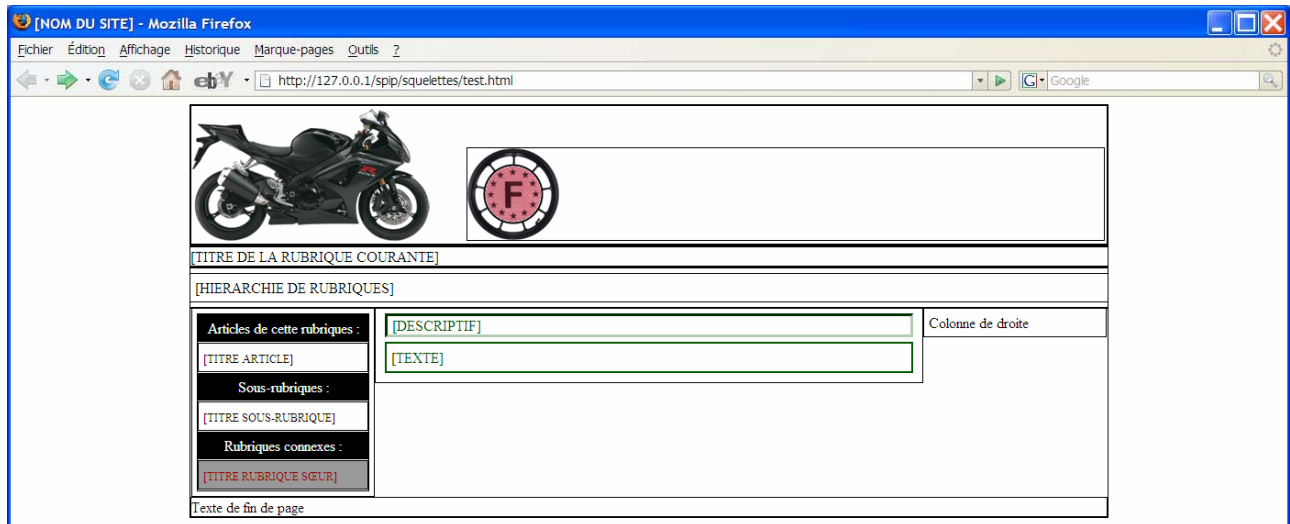 [NOM DU SITE] - Mozilla Firefox
Fichier Édition Affichage Historique Marque-pages Outils ?
ebY http://127.0.0.1/spip/squelettes/test.html G Google
R
F
[TITRE DE LA RUBRIQUE COURANTE]
[HIERARCHIE DE RUBRIQUES]
Articles de cette rubriques :
[TITRE ARTICLE]
Sous-rubriques :
[TITRE SOUS-RUBRIQUE]
Rubriques connexes :
[TITRE RUBRIQUE SŒUR]
[DESCRIPTIF]
[TEXTE]
Colonne de droite
Texte de fin de page